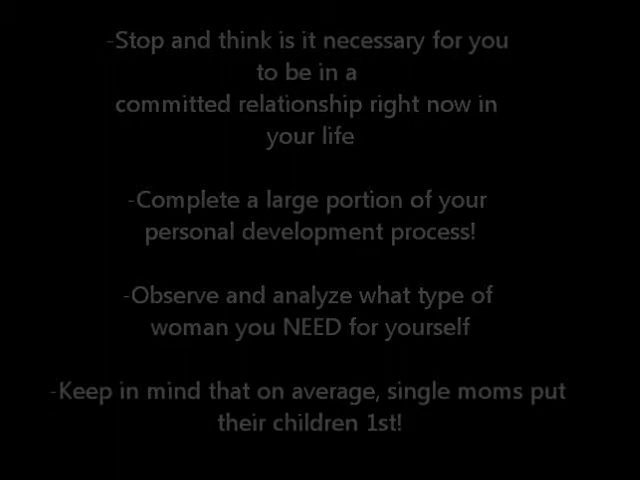 -Stop and think is it necessary for you
to be in a
committed relationship right now in
your life
-Complete a large portion of your
personal development process!
-Observe and analyze what type of
woman you NEED for yourself
-Keep in mind that on average, single moms put
their children 1st!